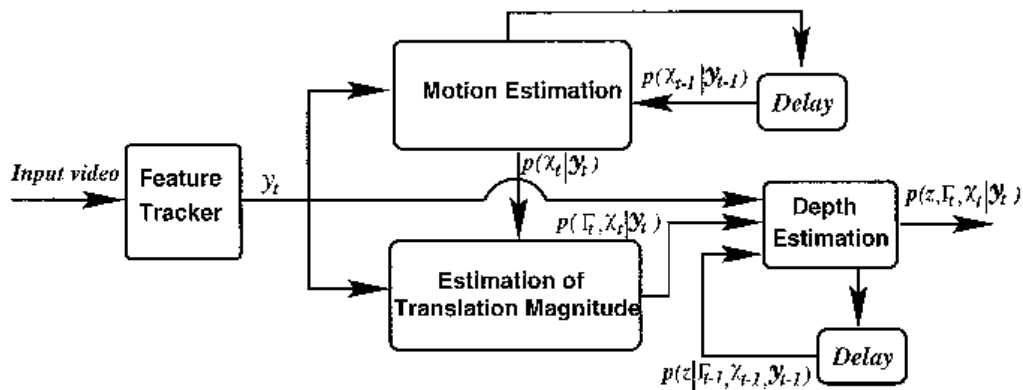 Motion Estimation
p(χₜ₋₁|𝒴ₜ₋₁)
Delay
Input video
Feature
Tracker
yₜ
p(χₜ|𝒴ₜ)
p(Γₜ,χₜ|𝒴ₜ)
Depth
Estimation
p(z,Γₜ,χₜ|𝒴ₜ)
Estimation of
Translation Magnitude
Delay
p(z|Γₜ₋₁,χₜ₋₁,𝒴ₜ₋₁)